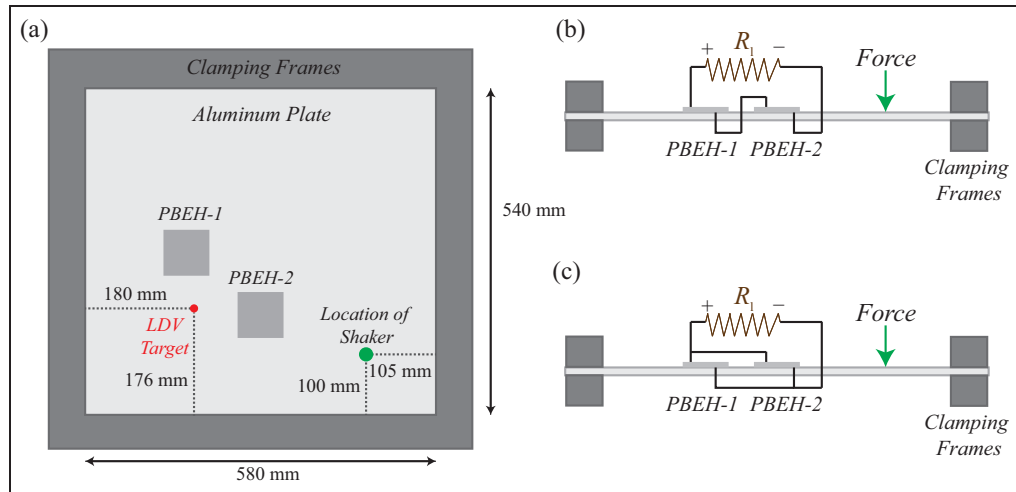 (a)
Clamping Frames
Aluminum Plate
PBEH-1
PBEH-2
180 mm
LDV
Target
176 mm
Location of
Shaker
100 mm
105 mm
540 mm
580 mm
(b)
+ R₁ −
Force
PBEH-1 PBEH-2
Clamping
Frames
(c)
+ R₁ −
Force
PBEH-1 PBEH-2
Clamping
Frames